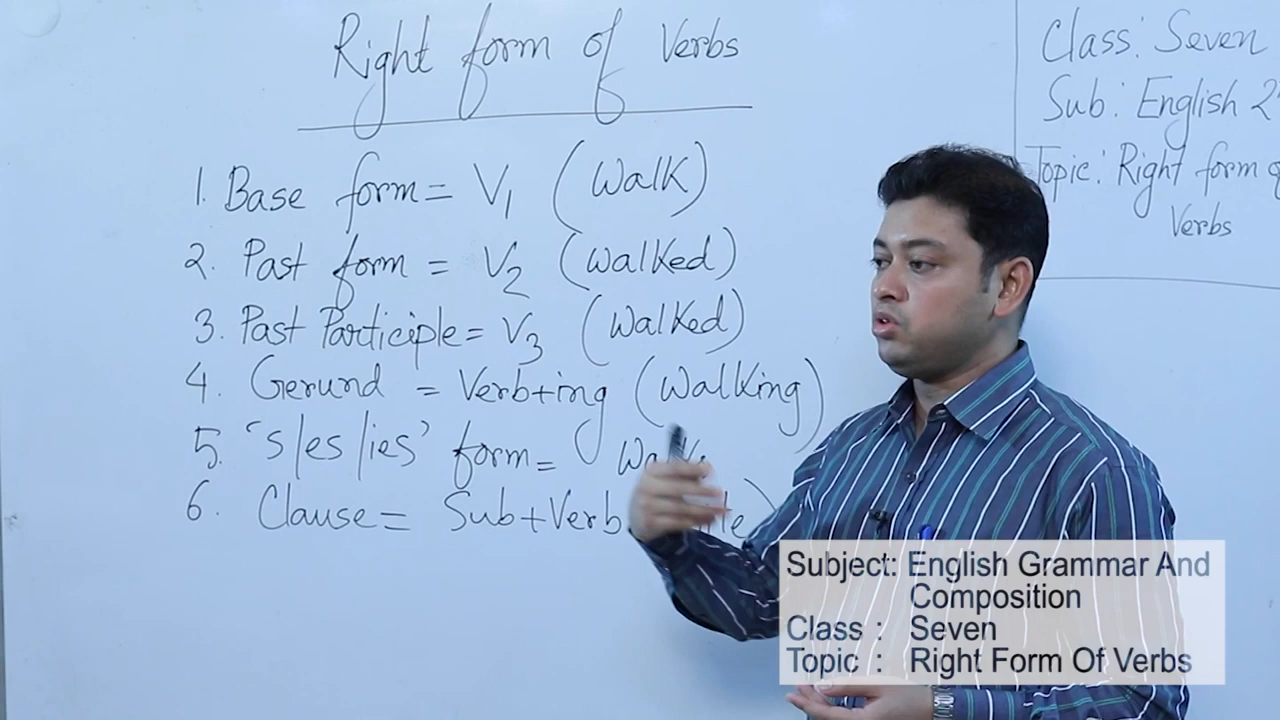 Right form of Verbs
1. Base form = V1 (Walk)
2. Past form = V2 (Walked)
3. Past Participle = V3 (Walked)
4. Gerund = Verb+ing (Walking)
5. 's/es/ies' form =
6. Clause = Sub+Verb
Class: Seven
Sub: English
Topic: Right form
Verbs
Subject: English Grammar And
Composition
Class : Seven
Topic : Right Form Of Verbs